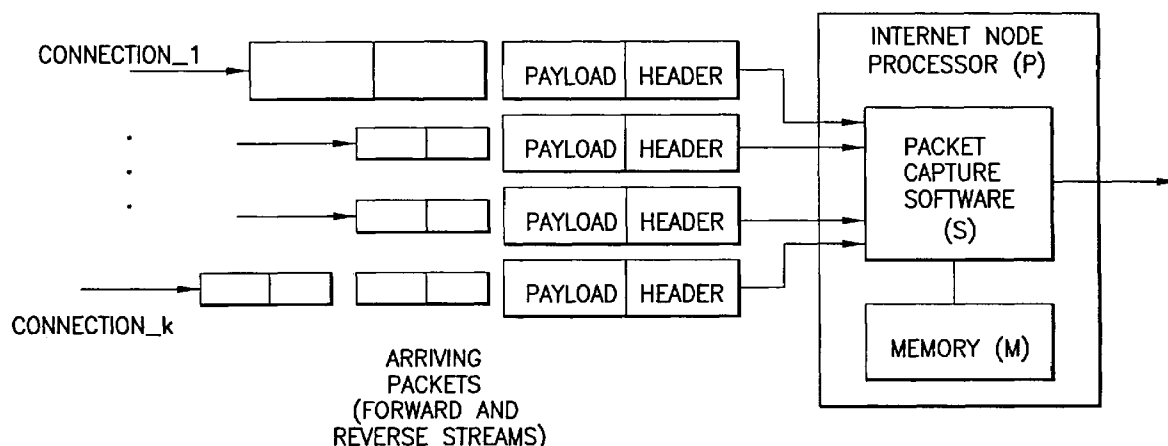 CONNECTION_1
PAYLOAD HEADER
PAYLOAD HEADER
PAYLOAD HEADER
PAYLOAD HEADER
CONNECTION_k
ARRIVING
PACKETS
(FORWARD AND
REVERSE STREAMS)
INTERNET NODE
PROCESSOR (P)
PACKET
CAPTURE
SOFTWARE
(S)
MEMORY (M)